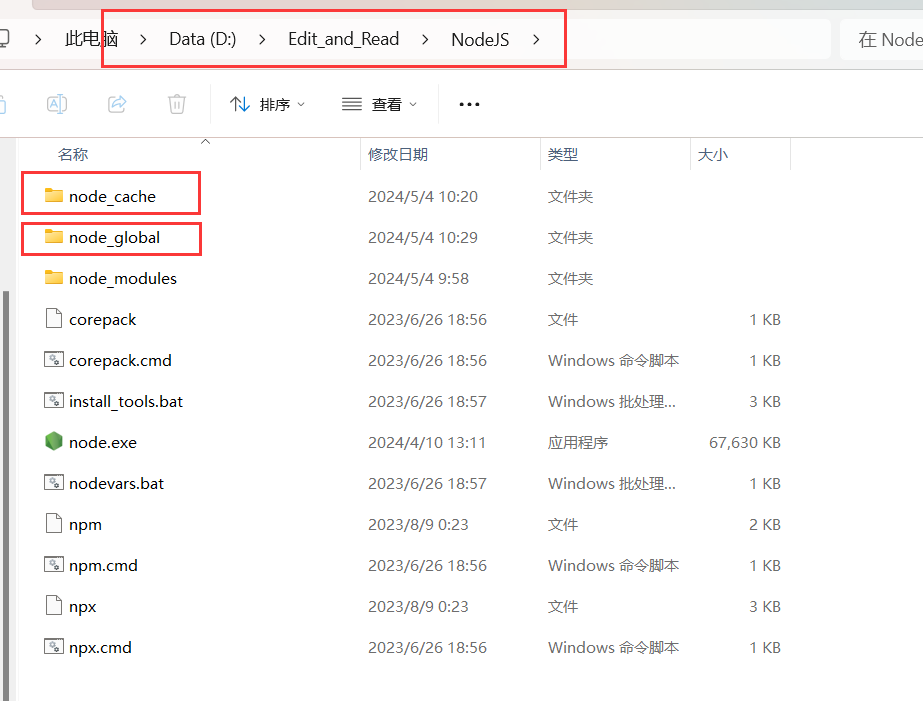 此电脑 Data (D:) Edit_and_Read NodeJS 在 Node
排序 查看
名称 修改日期 类型 大小
node_cache 2024/5/4 10:20 文件夹
node_global 2024/5/4 10:29 文件夹
node_modules 2024/5/4 9:58 文件夹
corepack 2023/6/26 18:56 文件 1 KB
corepack.cmd 2023/6/26 18:56 Windows 命令脚本 1 KB
install_tools.bat 2023/6/26 18:57 Windows 批处理... 3 KB
node.exe 2024/4/10 13:11 应用程序 67,630 KB
nodevars.bat 2023/6/26 18:57 Windows 批处理... 1 KB
npm 2023/8/9 0:23 文件 2 KB
npm.cmd 2023/6/26 18:56 Windows 命令脚本 1 KB
npx 2023/8/9 0:23 文件 3 KB
npx.cmd 2023/6/26 18:56 Windows 命令脚本 1 KB